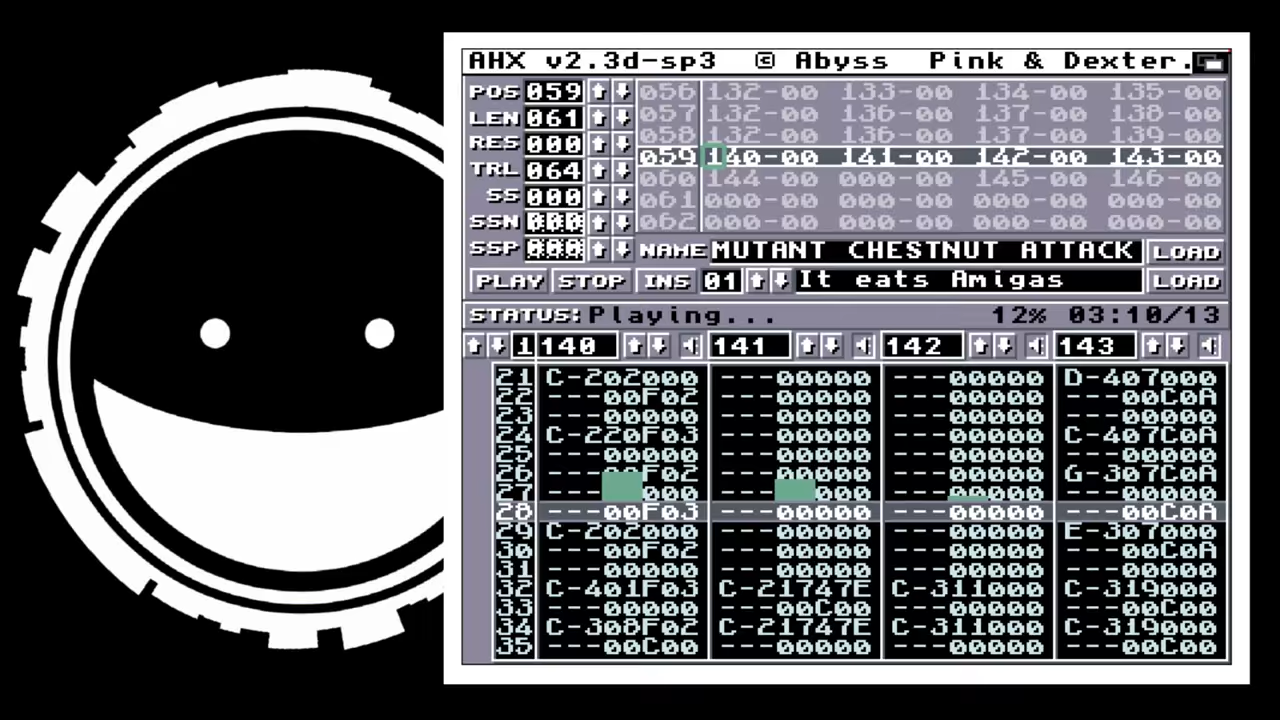 AHX v2.3d-sp3 © Abyss Pink & Dexter.
POS 059 056 132-00 133-00 134-00 135-00
LEN 061 057 132-00 136-00 137-00 138-00
RES 000 058 132-00 136-00 137-00 139-00
TRL 064 059 140-00 141-00 142-00 143-00
SS 000 060 144-00 000-00 145-00 146-00
SSN 000 061 000-00 000-00 000-00 000-00
SSP 000 062 000-00 000-00 000-00 000-00
NAME MUTANT CHESTNUT ATTACK LOAD
PLAY STOP INS 01 It eats Amigas LOAD
STATUS: Playing... 12% 03:10/13
1 140 141 142 143
21 C-202000 ---00000 ---00000 D-407000
22 ---00F02 ---00000 ---00000 ---00C0A
23 ---00000 ---00000 ---00000 ---00000
24 C-220F03 ---00000 ---00000 C-407C0A
25 ---00000 ---00000 ---00000 ---00000
26 ---00F02 ---00000 ---00000 G-307C0A
27 --- 000 --- 000 ---00000 ---00000
28 ---00F03 ---00000 ---00000 ---00C0A
29 C-202000 ---00000 ---00000 E-307000
30 ---00F02 ---00000 ---00000 ---00C0A
31 ---00000 ---00000 ---00000 ---00000
32 C-401F03 C-21747E C-311000 C-319000
33 ---00000 ---00C00 ---00000 ---00C00
34 C-308F02 C-21747E C-311000 C-319000
35 ---00C00 ---00000 ---00000 ---00C00